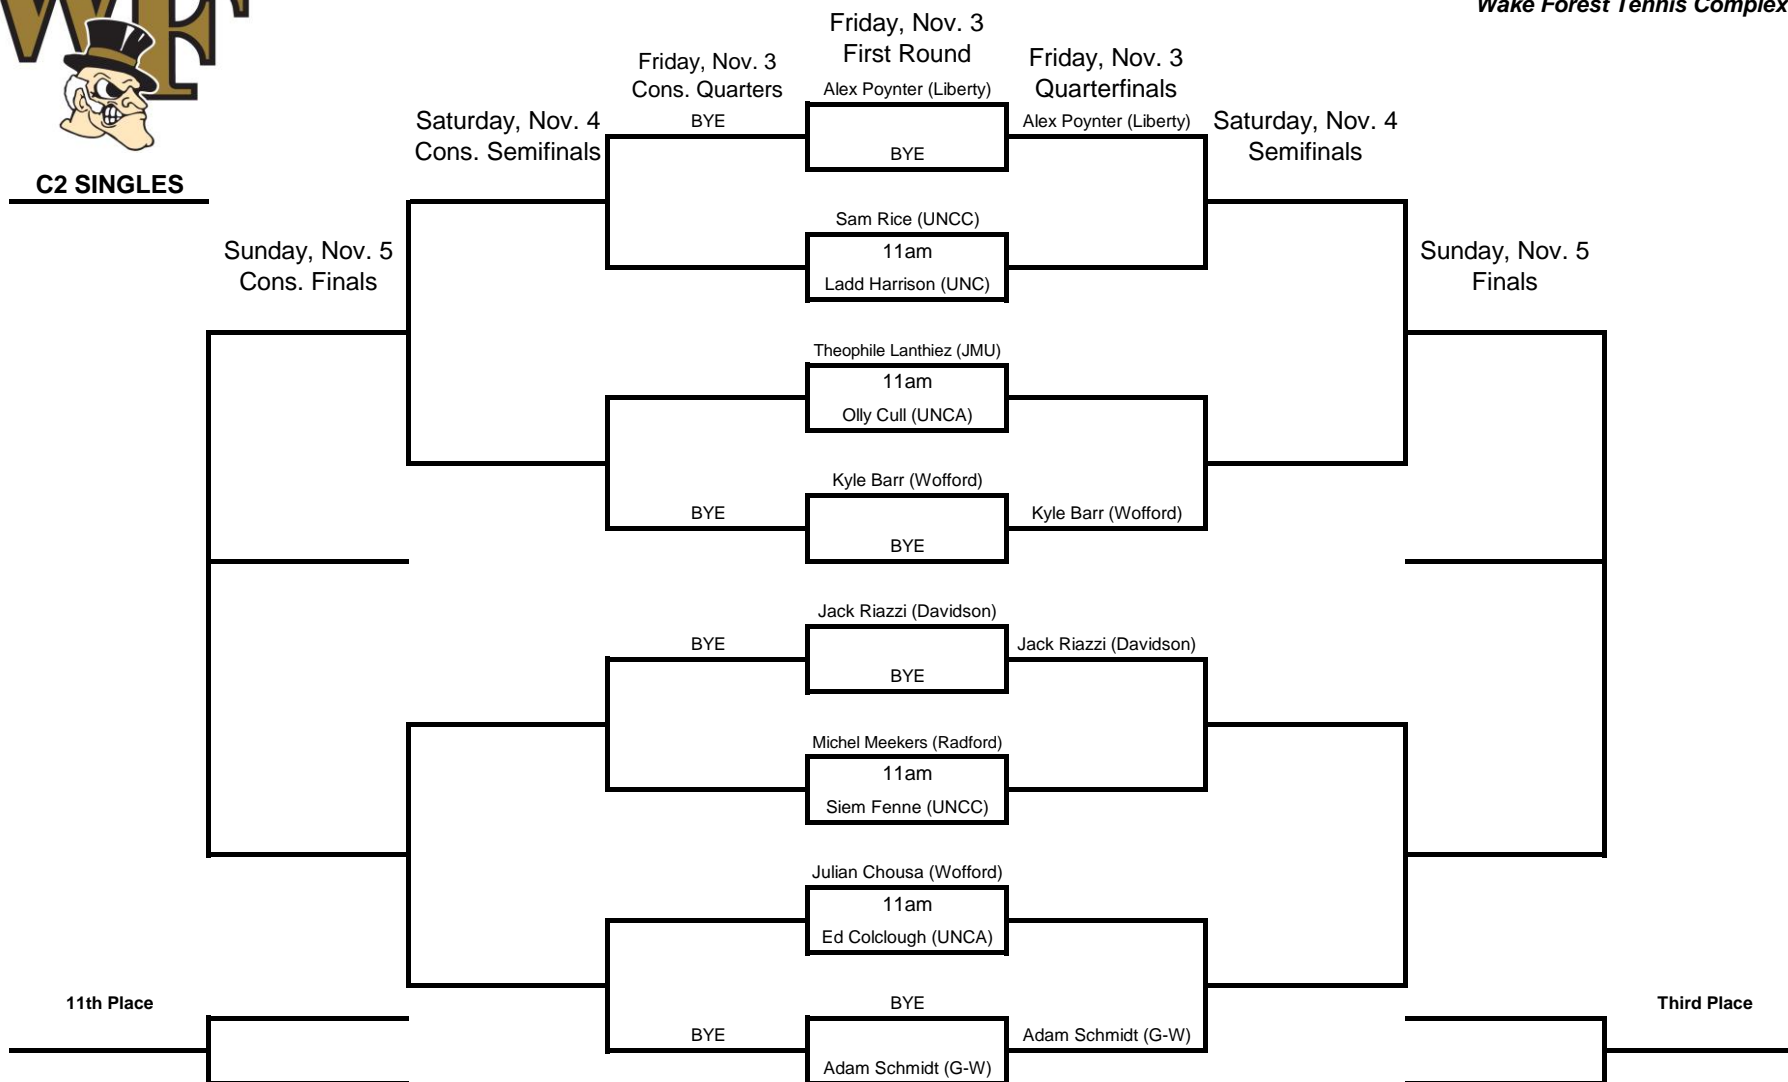 WF
Wake Forest Tennis Complex
Friday, Nov. 3
First Round
Friday, Nov. 3
Cons. Quarters
Friday, Nov. 3
Quarterfinals
Saturday, Nov. 4
Cons. Semifinals
Saturday, Nov. 4
Semifinals
C2 SINGLES
Sunday, Nov. 5
Cons. Finals
Sunday, Nov. 5
Finals
Alex Poynter (Liberty)
BYE
BYE
Alex Poynter (Liberty)
Sam Rice (UNCC)
11am
Ladd Harrison (UNC)
Theophile Lanthiez (JMU)
11am
Olly Cull (UNCA)
Kyle Barr (Wofford)
BYE
BYE
Kyle Barr (Wofford)
Jack Riazzi (Davidson)
BYE
BYE
Jack Riazzi (Davidson)
Michel Meekers (Radford)
11am
Siem Fenne (UNCC)
Julian Chousa (Wofford)
11am
Ed Colclough (UNCA)
BYE
BYE
Adam Schmidt (G-W)
Adam Schmidt (G-W)
11th Place
Third Place